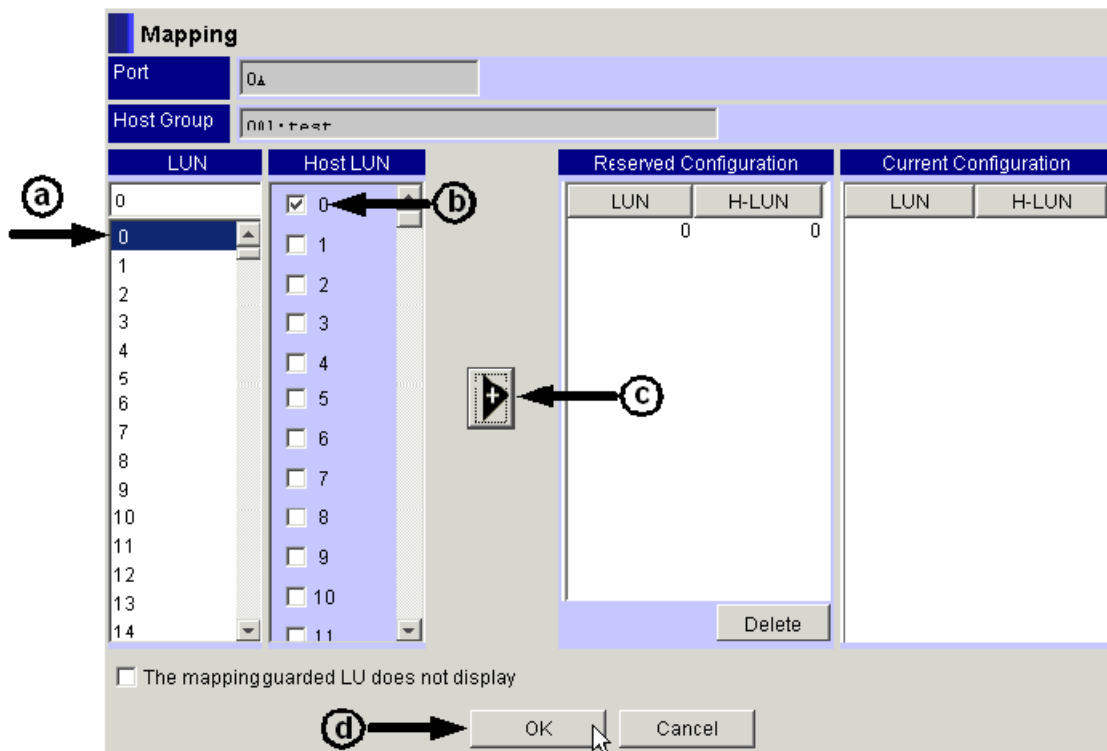 Mapping
Port
0A
Host Group
001:test
LUN Host LUN Reserved Configuration Current Configuration
a
0
0 b
LUN H-LUN LUN H-LUN
0
0 0
1
1
2
2
3
3
4
4
5
5
c
6
6
7
7
8
8
9
9
10
10
11
11
12
13
14
Delete
The mapping guarded LU does not display
d OK Cancel